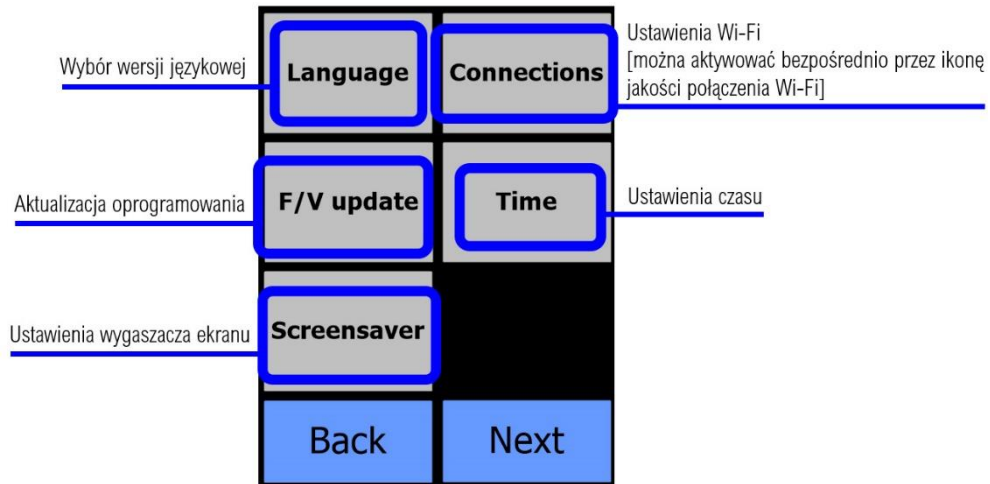 Wybór wersji językowej
Language
Connections
Ustawienia Wi-Fi
[można aktywować bezpośrednio przez ikonę
jakości połączenia Wi-Fi]
Aktualizacja oprogramowania
F/V update
Time
Ustawienia czasu
Ustawienia wygaszacza ekranu
Screensaver
Back
Next